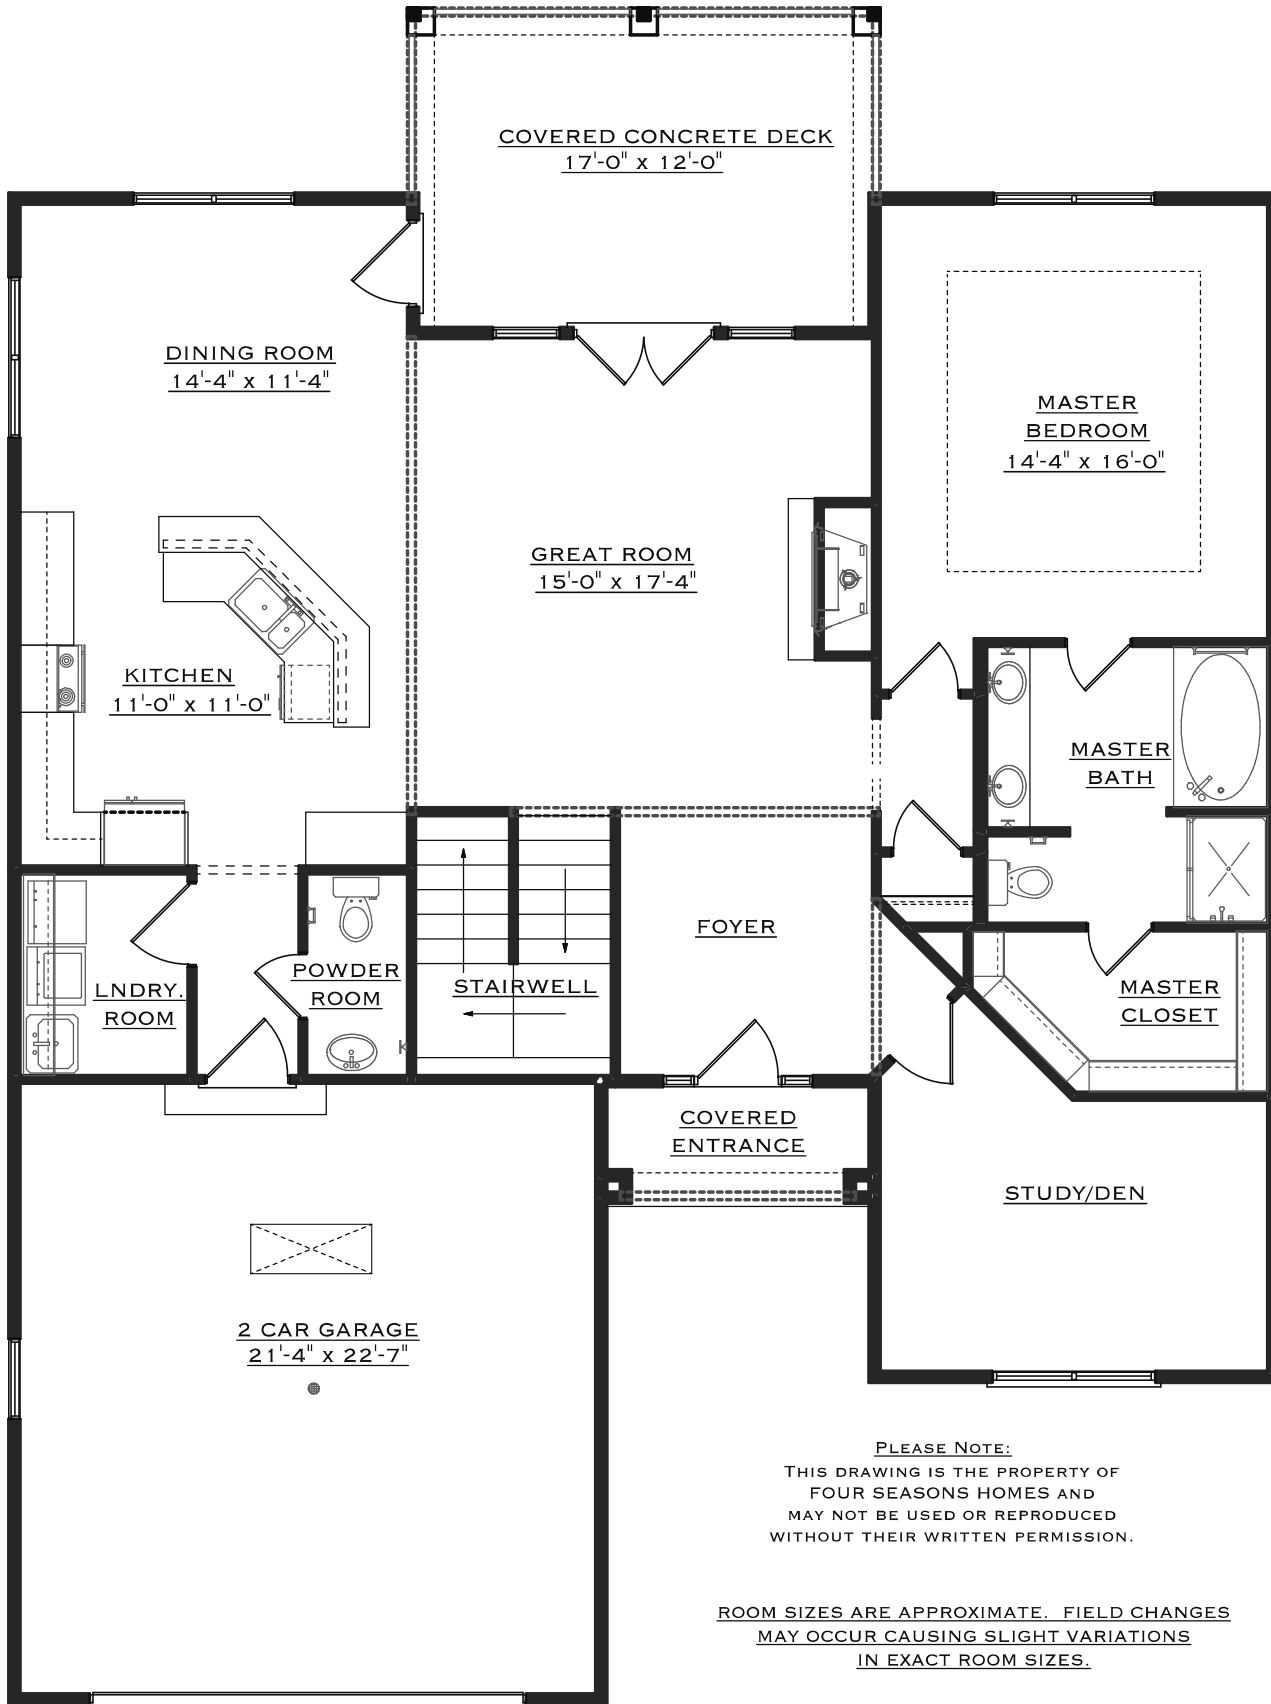 COVERED CONCRETE DECK
17'-0" x 12'-0"
DINING ROOM
14'-4" x 11'-4"
MASTER
BEDROOM
14'-4" x 16'-0"
GREAT ROOM
15'-0" x 17'-4"
KITCHEN
11'-0" x 11'-0"
MASTER
BATH
FOYER
POWDER
ROOM
STAIRWELL
LNDRY.
ROOM
MASTER
CLOSET
COVERED
ENTRANCE
STUDY/DEN
2 CAR GARAGE
21'-4" x 22'-7"
PLEASE NOTE:
THIS DRAWING IS THE PROPERTY OF
FOUR SEASONS HOMES AND
MAY NOT BE USED OR REPRODUCED
WITHOUT THEIR WRITTEN PERMISSION.
ROOM SIZES ARE APPROXIMATE. FIELD CHANGES
MAY OCCUR CAUSING SLIGHT VARIATIONS
IN EXACT ROOM SIZES.